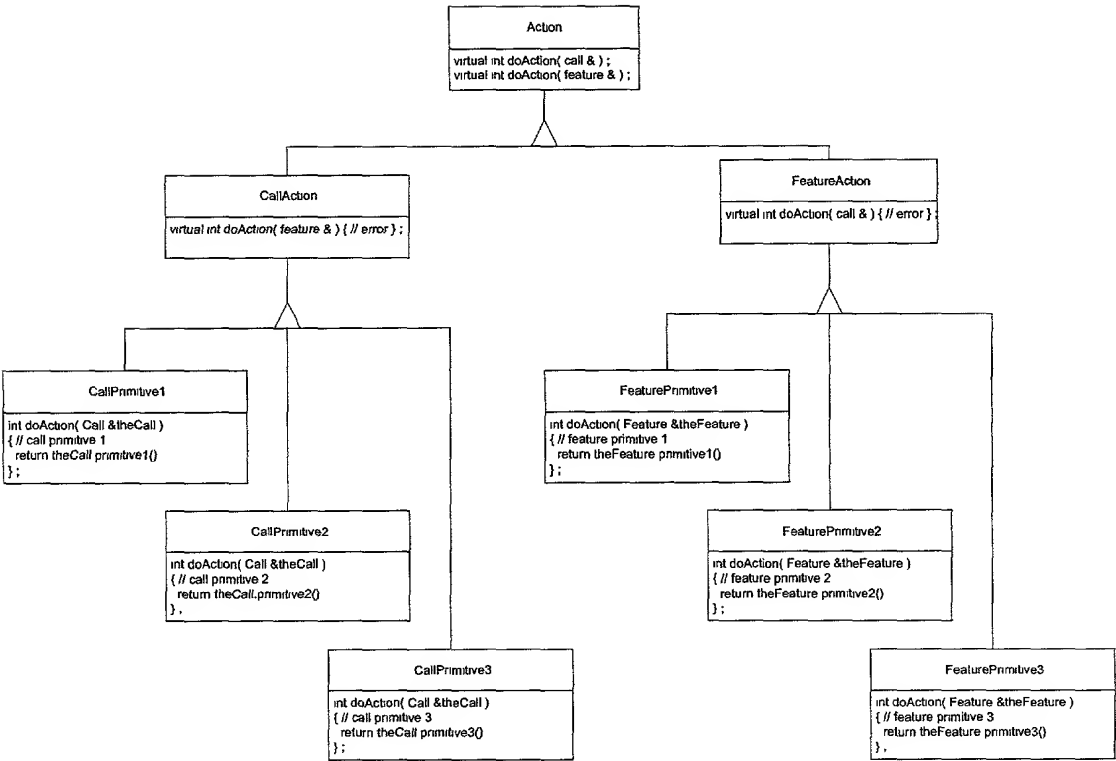 Action
virtual int doAction( call & ) ;
virtual int doAction( feature & ) ;
CallAction
virtual int doAction( feature & ) { // error } ;
FeatureAction
virtual int doAction( call & ) { // error } ;
CallPrimitive1
int doAction( Call &theCall )
{ // call primitive 1
return theCall primitive1()
} ;
FeaturePrimitive1
int doAction( Feature &theFeature )
{ // feature primitive 1
return theFeature primitive1()
} ;
CallPrimitive2
int doAction( Call &theCall )
{ // call primitive 2
return theCall.primitive2()
} ,
FeaturePrimitive2
int doAction( Feature &theFeature )
{ // feature primitive 2
return theFeature primitive2()
} ;
CallPrimitive3
int doAction( Call &theCall )
{ // call primitive 3
return theCall primitive3()
} ;
FeaturePrimitive3
int doAction( Feature &theFeature )
{ // feature primitive 3
return theFeature primitive3()
} ,